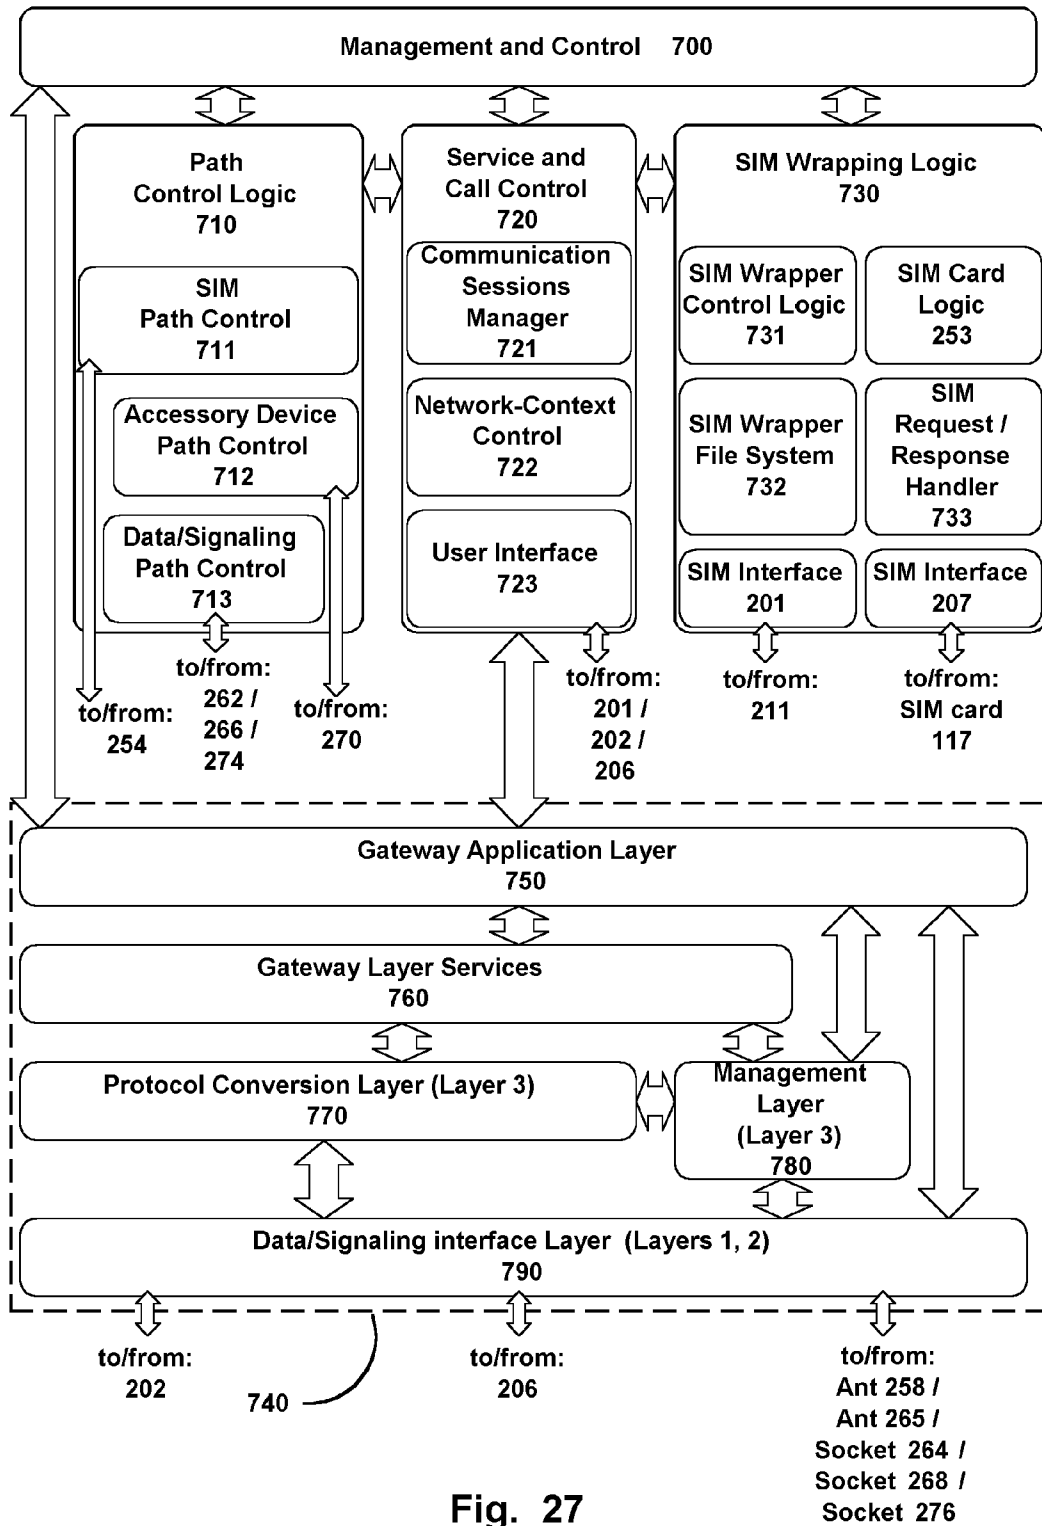 Management and Control 700
Path
Control Logic
710
SIM
Path Control
711
Accessory Device
Path Control
712
Data/Signaling
Path Control
713
Service and
Call Control
720
Communication
Sessions
Manager
721
Network-Context
Control
722
User Interface
723
SIM Wrapping Logic
730
SIM Wrapper
Control Logic
731
SIM Card
Logic
253
SIM Wrapper
File System
732
SIM
Request /
Response
Handler
733
SIM Interface
201
SIM Interface
207
to/from:
254
to/from:
262 /
266 /
274
to/from:
270
to/from:
201 /
202 /
206
to/from:
211
to/from:
SIM card
117
Gateway Application Layer
750
Gateway Layer Services
760
Protocol Conversion Layer (Layer 3)
770
Management
Layer
(Layer 3)
780
Data/Signaling interface Layer (Layers 1, 2)
790
to/from:
202
740
to/from:
206
to/from:
Ant 258 /
Ant 265 /
Socket 264 /
Socket 268 /
Socket 276
Fig. 27